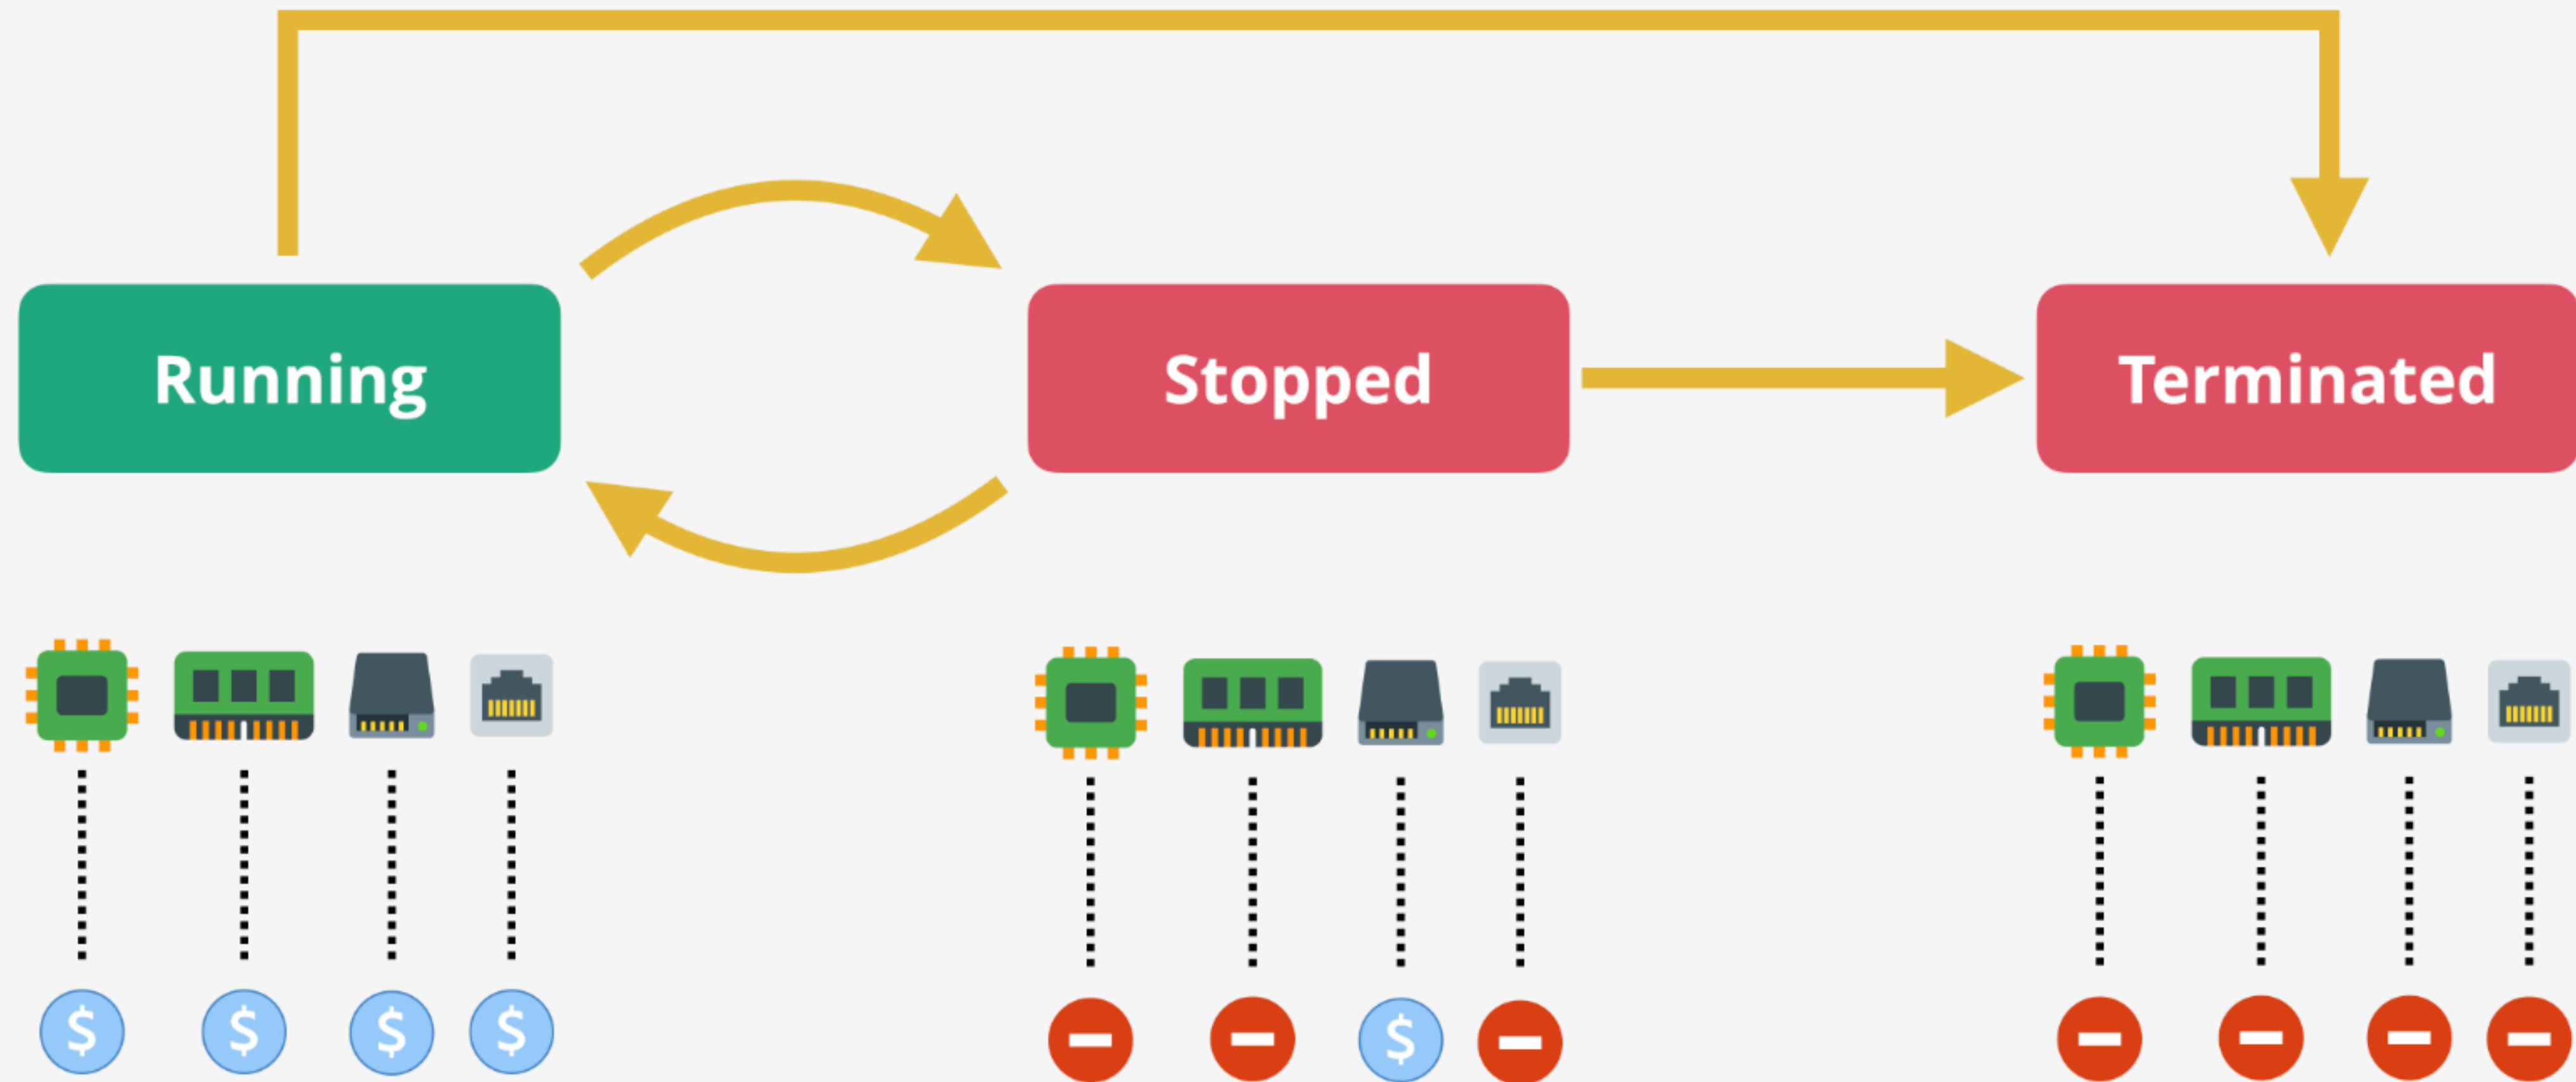 Running
Stopped
Terminated
$ $ $ $
$